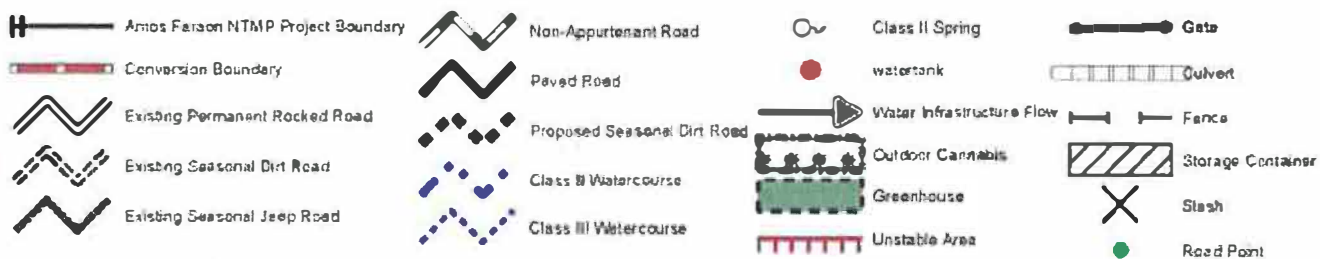 Amos Faraon NTMP Project Boundary
Conversion Boundary
Existing Permanent Rocked Road
Existing Seasonal Dirt Road
Existing Seasonal Jeep Road
Non-Appurtenant Road
Paved Road
Proposed Seasonal Dirt Road
Class II Watercourse
Class III Watercourse
Class II Spring
watertank
Water Infrastructure Flow
Outdoor Cannabis
Greenhouse
Unstable Area
Gate
Culvert
Fence
Storage Container
Slash
Road Point